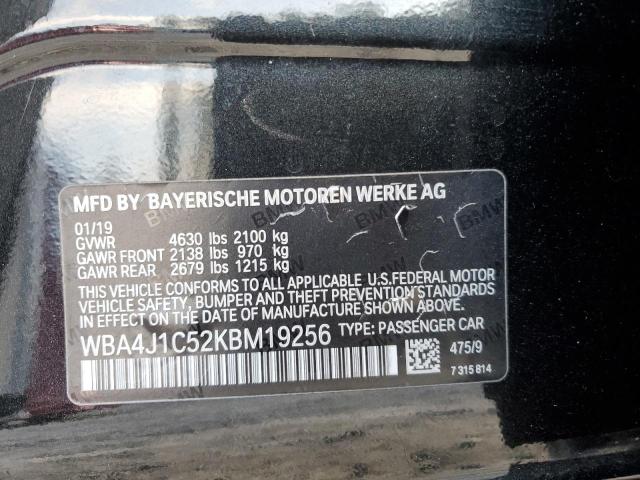 MFD BY BAYERISCHE MOTOREN WERKE AG
01/19
GVWR 4630 lbs 2100 kg
GAWR FRONT 2138 lbs 970 kg
GAWR REAR 2679 lbs 1215 kg
THIS VEHICLE CONFORMS TO ALL APPLICABLE U.S.FEDERAL MOTOR
VEHICLE SAFETY, BUMPER AND THEFT PREVENTION STANDARDS
IN EFFECT ON THE DATE OF MANUFACTURE SHOWN ABOVE.
WBA4J1C52KBM19256 TYPE: PASSENGER CAR
475/9
7 315 814